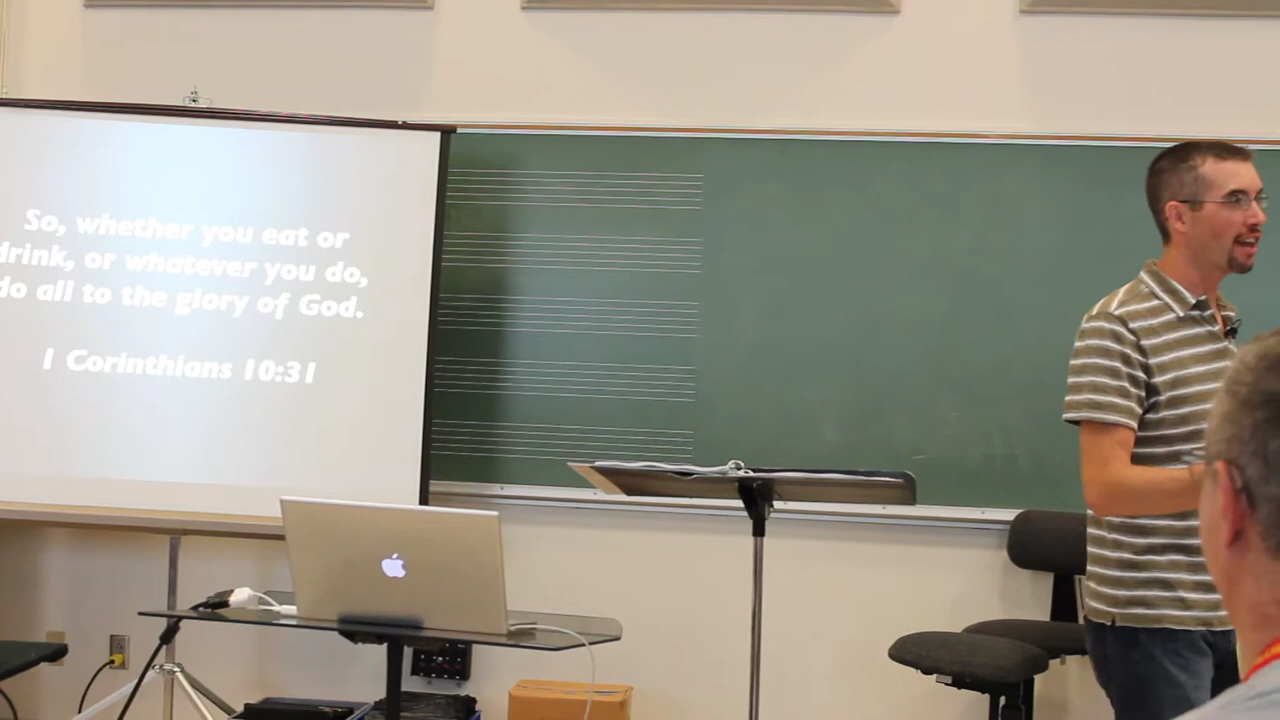 So, whether you eat or
drink, or whatever you do,
do all to the glory of God.
1 Corinthians 10:31